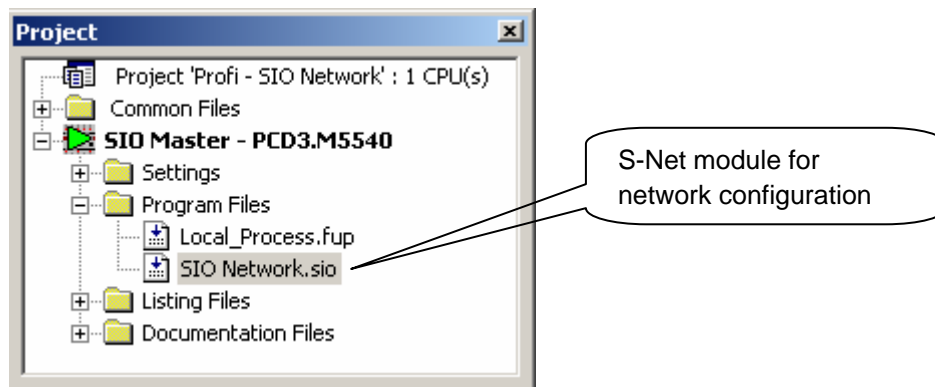 Project
Project 'Profi - SIO Network' : 1 CPU(s)
Common Files
SIO Master - PCD3.M5540
Settings
Program Files
Local_Process.fup
SIO Network.sio
Listing Files
Documentation Files
S-Net module for
network configuration